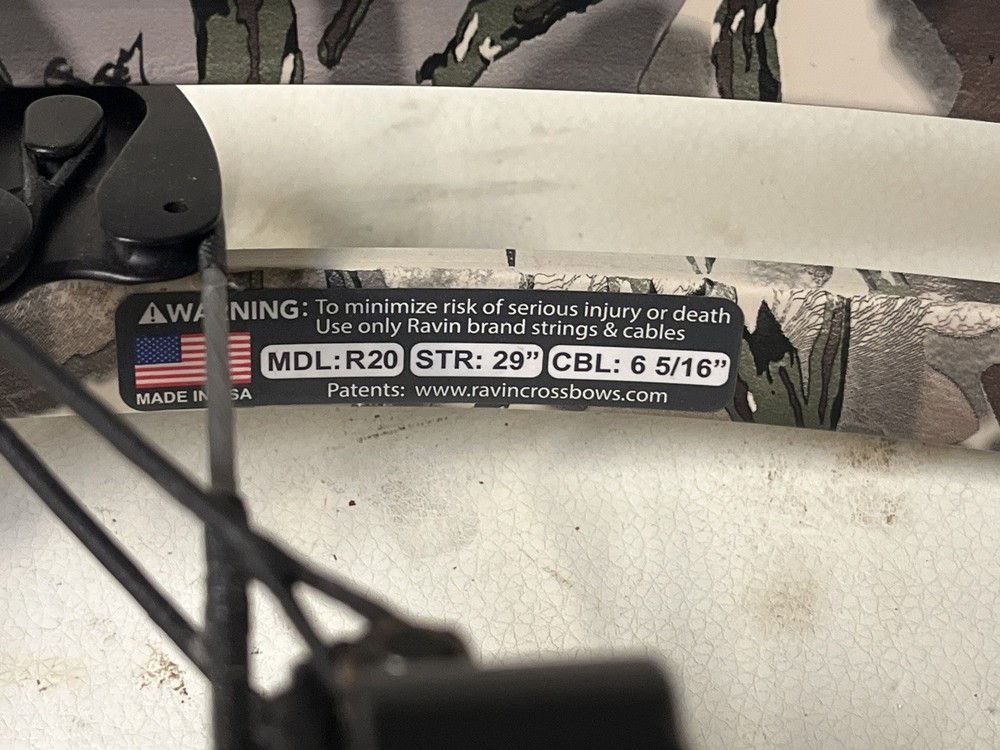 WARNING: To minimize risk of serious injury or death
Use only Ravin brand strings & cables
MDL: R20 STR: 29” CBL: 6 5/16”
MADE IN USA
Patents: www.ravincrossbows.com